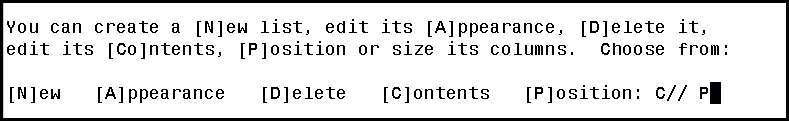 You can create a [N]ew list, edit its [A]ppearance, [D]elete it,
edit its [Co]ntents, [P]osition or size its columns.  Choose from:
[N]ew   [A]ppearance   [D]elete   [C]ontents   [P]osition: C// P